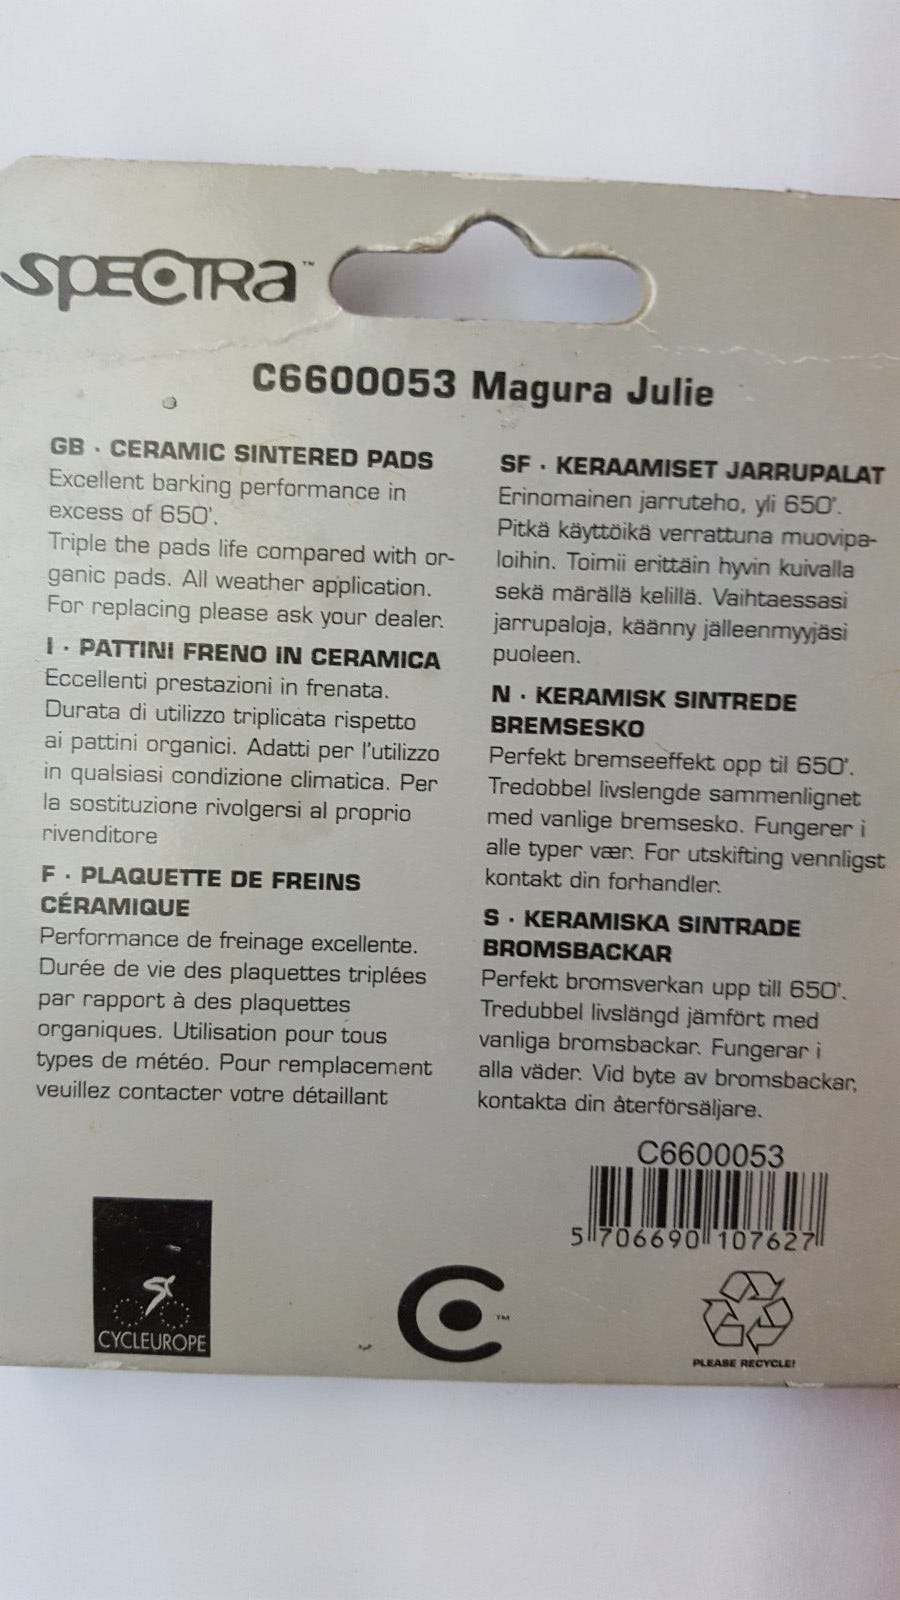 SPECTRA™
C6600053 Magura Julie
GB · CERAMIC SINTERED PADS
Excellent barking performance in
excess of 650°.
Triple the pads life compared with or-
ganic pads. All weather application.
For replacing please ask your dealer.
I · PATTINI FRENO IN CERAMICA
Eccellenti prestazioni in frenata.
Durata di utilizzo triplicata rispetto
ai pattini organici. Adatti per l'utilizzo
in qualsiasi condizione climatica. Per
la sostituzione rivolgersi al proprio
rivenditore
F · PLAQUETTE DE FREINS
CÉRAMIQUE
Performance de freinage excellente.
Durée de vie des plaquettes triplées
par rapport à des plaquettes
organiques. Utilisation pour tous
types de météo. Pour remplacement
veuillez contacter votre détaillant
SF · KERAAMISET JARRUPALAT
Erinomainen jarruteho, yli 650°.
Pitkä käyttöikä verrattuna muovipa-
loihin. Toimii erittäin hyvin kuivalla
sekä märällä kelillä. Vaihtaessasi
jarrupaloja, käänny jälleenmyyjäsi
puoleen.
N · KERAMISK SINTREDE
BREMSESKO
Perfekt bremseeffekt opp til 650°.
Tredobbel livslengde sammenlignet
med vanlige bremsesko. Fungerer i
alle typer vær. For utskifting vennligst
kontakt din forhandler.
S · KERAMISKA SINTRADE
BROMSBACKAR
Perfekt bromsverkan upp till 650°.
Tredubbel livslängd jämfört med
vanliga bromsbackar. Fungerar i
alla väder. Vid byte av bromsbackar,
kontakta din återförsäljare.
C6600053
5 706690 107627
CYCLEUROPE
™
PLEASE RECYCLE!